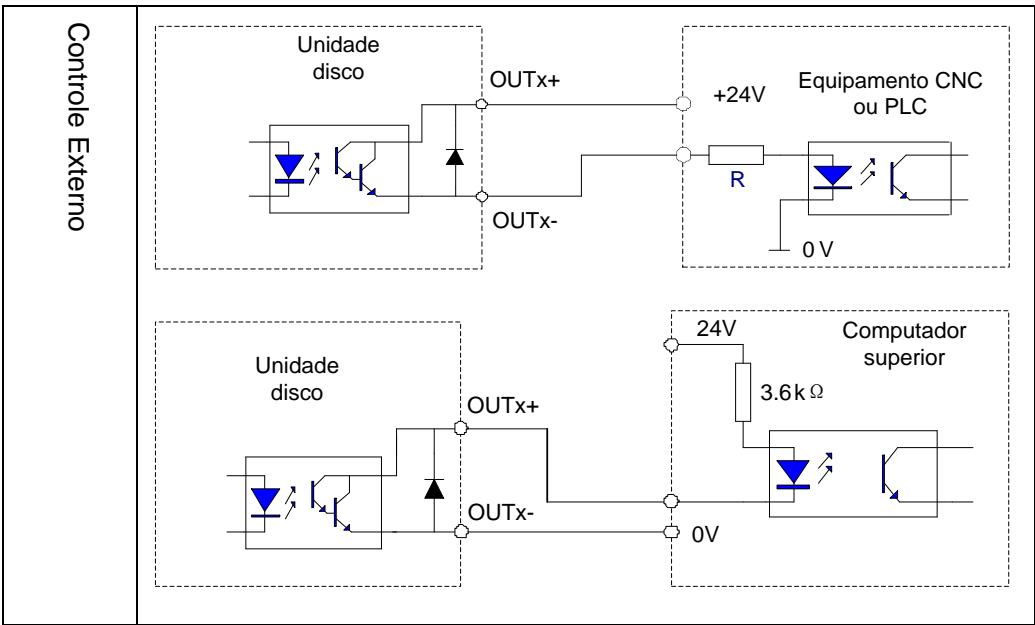 Controle Externo
Unidade
disco
OUTx+
+24V
Equipamento CNC
ou PLC
R
OUTx-
0 V
24V
Computador
superior
Unidade
disco
3.6k Ω
OUTx+
OUTx-
0V